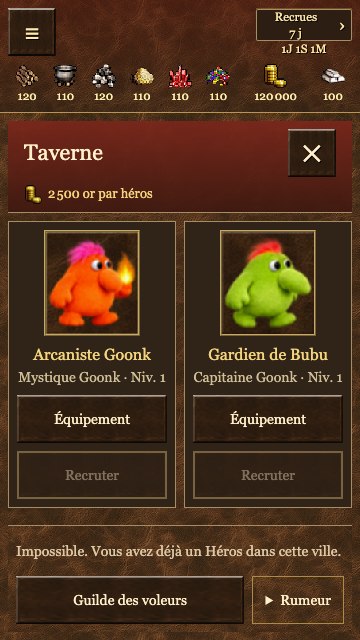 Recrues
7 j
1J 1S 1M
120 110 120 110 110 110 120 000 100
Taverne
2 500 or par héros
Arcaniste Goonk
Mystique Goonk · Niv. 1
Équipement
Recruter
Gardien de Bubu
Capitaine Goonk · Niv. 1
Équipement
Recruter
Impossible. Vous avez déjà un Héros dans cette ville.
Guilde des voleurs
Rumeur